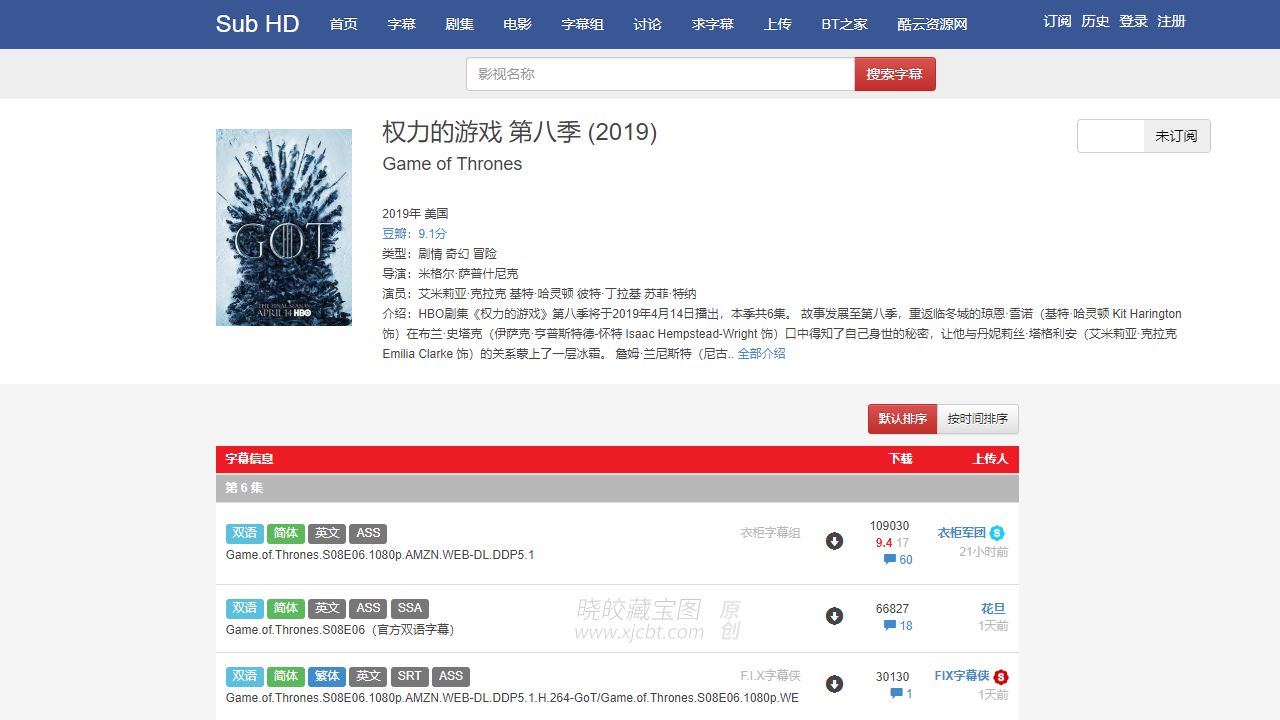 Sub HD 首页 字幕 剧集 电影 字幕组 讨论 求字幕 上传 BT之家 酷云资源网 订阅 历史 登录 注册
影视名称 搜索字幕
权力的游戏 第八季 (2019) 未订阅
Game of Thrones
GOT
THE FINAL SEASON
APRIL 14 HBO
2019年 美国
豆瓣：9.1分
类型：剧情 奇幻 冒险
导演：米格尔·萨普什尼克
演员：艾米莉亚·克拉克 基特·哈灵顿 彼特·丁拉基 苏菲·特纳
介绍：HBO剧集《权力的游戏》第八季将于2019年4月14日播出，本季共6集。 故事发展至第八季，重返临冬城的琼恩·雪诺（基特·哈灵顿 Kit Harington
饰）在布兰·史塔克（伊萨克·亨普斯特德-怀特 Isaac Hempstead-Wright 饰）口中得知了自己身世的秘密，让他与丹妮莉丝·塔格利安（艾米莉亚·克拉克
Emilia Clarke 饰）的关系蒙上了一层冰霜。 詹姆·兰尼斯特（尼古.. 全部介绍
默认排序 按时间排序
字幕信息 下载 上传人
第 6 集
双语 简体 英文 ASS 衣柜字幕组 109030 衣柜军团 S
9.4 17 21小时前
Game.of.Thrones.S08E06.1080p.AMZN.WEB-DL.DDP5.1 60
双语 简体 英文 ASS SSA 66827 花旦
Game.of.Thrones.S08E06（官方双语字幕） 18 1天前
晓皎藏宝图 原创
www.xjcbt.com
双语 简体 繁体 英文 SRT ASS F.I.X字幕侠 30130 FIX字幕侠 S
Game.of.Thrones.S08E06.1080p.AMZN.WEB-DL.DDP5.1.H.264-GoT/Game.of.Thrones.S08E06.1080p.WE 1 1天前